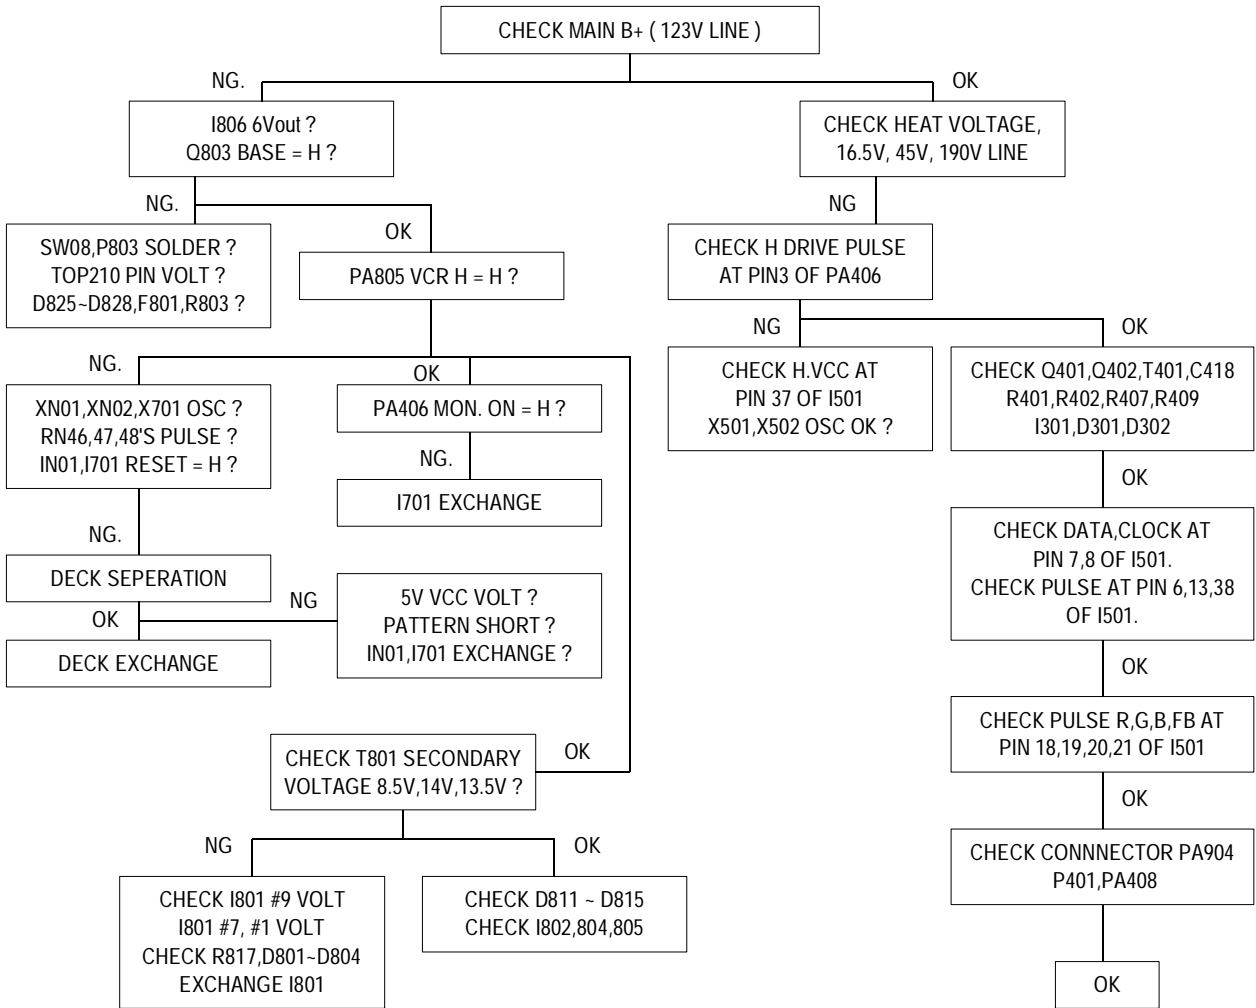 CHECK MAIN B+ ( 123V LINE )
NG.
OK
I806 6Vout ?
Q803 BASE = H ?
CHECK HEAT VOLTAGE,
16.5V, 45V, 190V LINE
NG.
OK
NG
SW08,P803 SOLDER ?
TOP210 PIN VOLT ?
D825~D828,F801,R803 ?
PA805 VCR H = H ?
CHECK H DRIVE PULSE
AT PIN3 OF PA406
NG
OK
NG.
OK
XN01,XN02,X701 OSC ?
RN46,47,48'S PULSE ?
IN01,I701 RESET = H ?
PA406 MON. ON = H ?
CHECK H.VCC AT
PIN 37 OF I501
X501,X502 OSC OK ?
CHECK Q401,Q402,T401,C418
R401,R402,R407,R409
I301,D301,D302
NG.
I701 EXCHANGE
OK
NG.
DECK SEPERATION
OK
NG
DECK EXCHANGE
5V VCC VOLT ?
PATTERN SHORT ?
IN01,I701 EXCHANGE ?
CHECK DATA,CLOCK AT
PIN 7,8 OF I501.
CHECK PULSE AT PIN 6,13,38
OF I501.
OK
CHECK PULSE R,G,B,FB AT
PIN 18,19,20,21 OF I501
CHECK T801 SECONDARY
VOLTAGE 8.5V,14V,13.5V ?
OK
OK
NG
OK
CHECK CONNNECTOR PA904
P401,PA408
CHECK I801 #9 VOLT
I801 #7, #1 VOLT
CHECK R817,D801~D804
EXCHANGE I801
CHECK D811 ~ D815
CHECK I802,804,805
OK